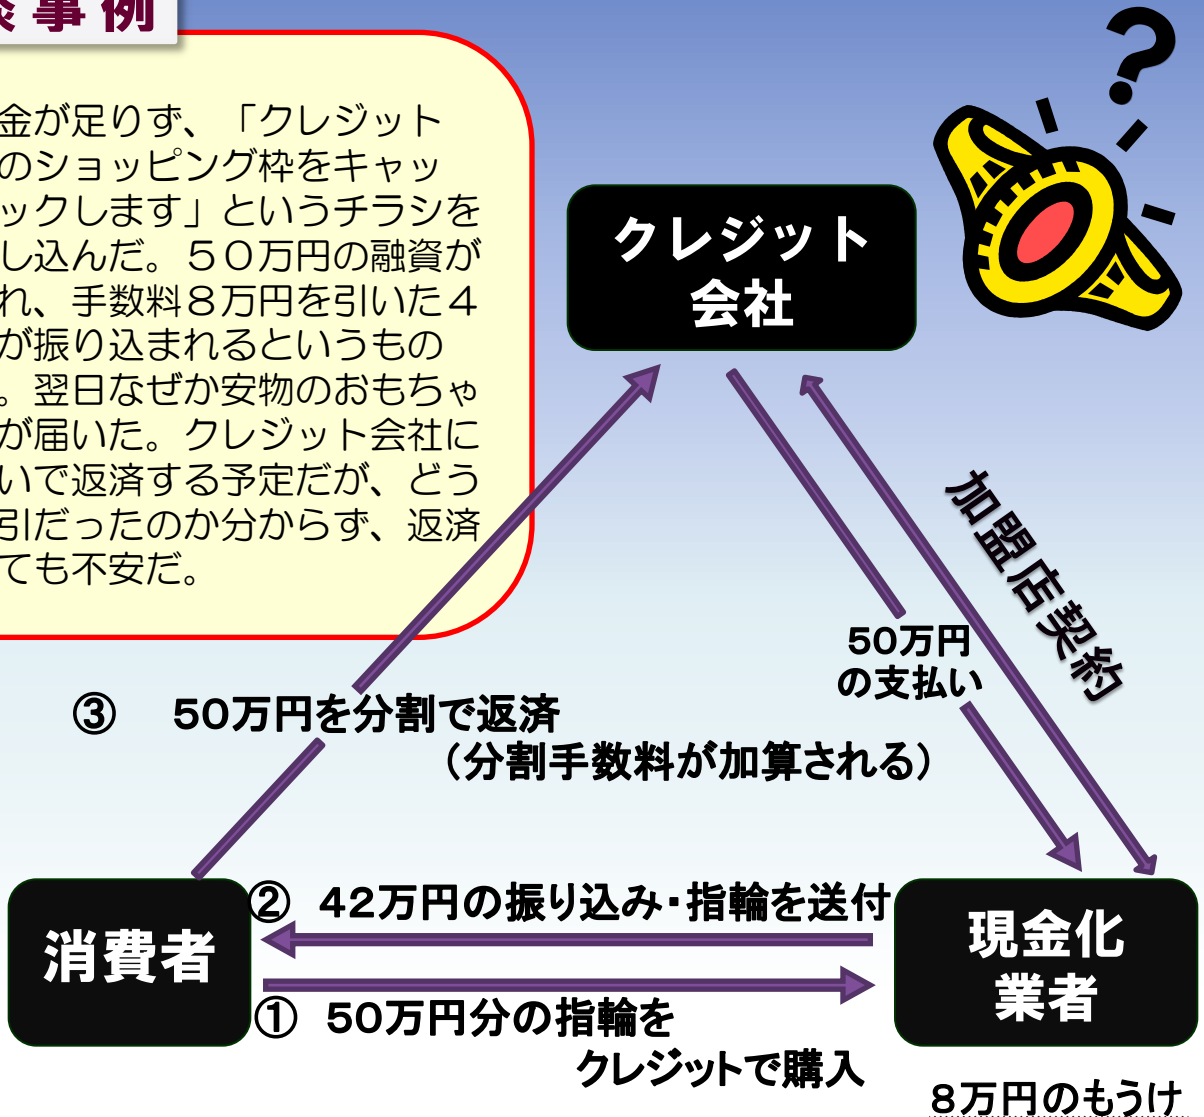 談事例
金が足りず、「クレジット
のショッピング枠をキャッ
ックします」というチラシを
し込んだ。５０万円の融資が
れ、手数料８万円を引いた４
が振り込まれるというもの
。翌日なぜか安物のおもちゃ
が届いた。クレジット会社に
いで返済する予定だが、どう
引だったのか分からず、返済
ても不安だ。
？
クレジット
会社
加盟店契約
50万円
の支払い
③　50万円を分割で返済
（分割手数料が加算される）
②　42万円の振り込み・指輪を送付
消費者
現金化
業者
①　50万円分の指輪を
クレジットで購入
8万円のもうけ